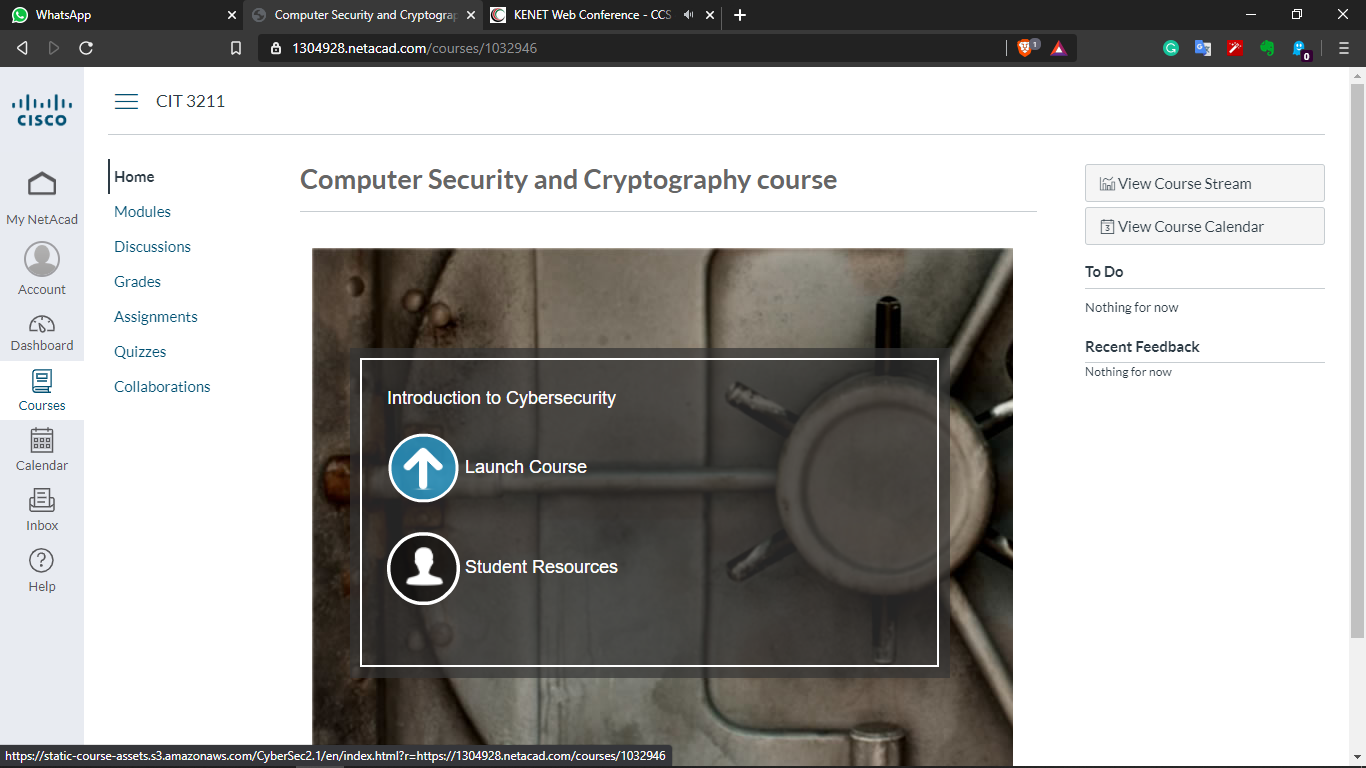 WhatsApp
Computer Security and Cryptograp
KENET Web Conference - CCS
1304928.netacad.com/courses/1032946
1
0
CISCO
CIT 3211
My NetAcad
Account
Dashboard
Courses
Calendar
Inbox
Help
Home
Modules
Discussions
Grades
Assignments
Quizzes
Collaborations
Computer Security and Cryptography course
Introduction to Cybersecurity
Launch Course
Student Resources
View Course Stream
3
View Course Calendar
To Do
Nothing for now
Recent Feedback
Nothing for now
https://static-course-assets.s3.amazonaws.com/CyberSec2.1/en/index.html?r=https://1304928.netacad.com/courses/1032946